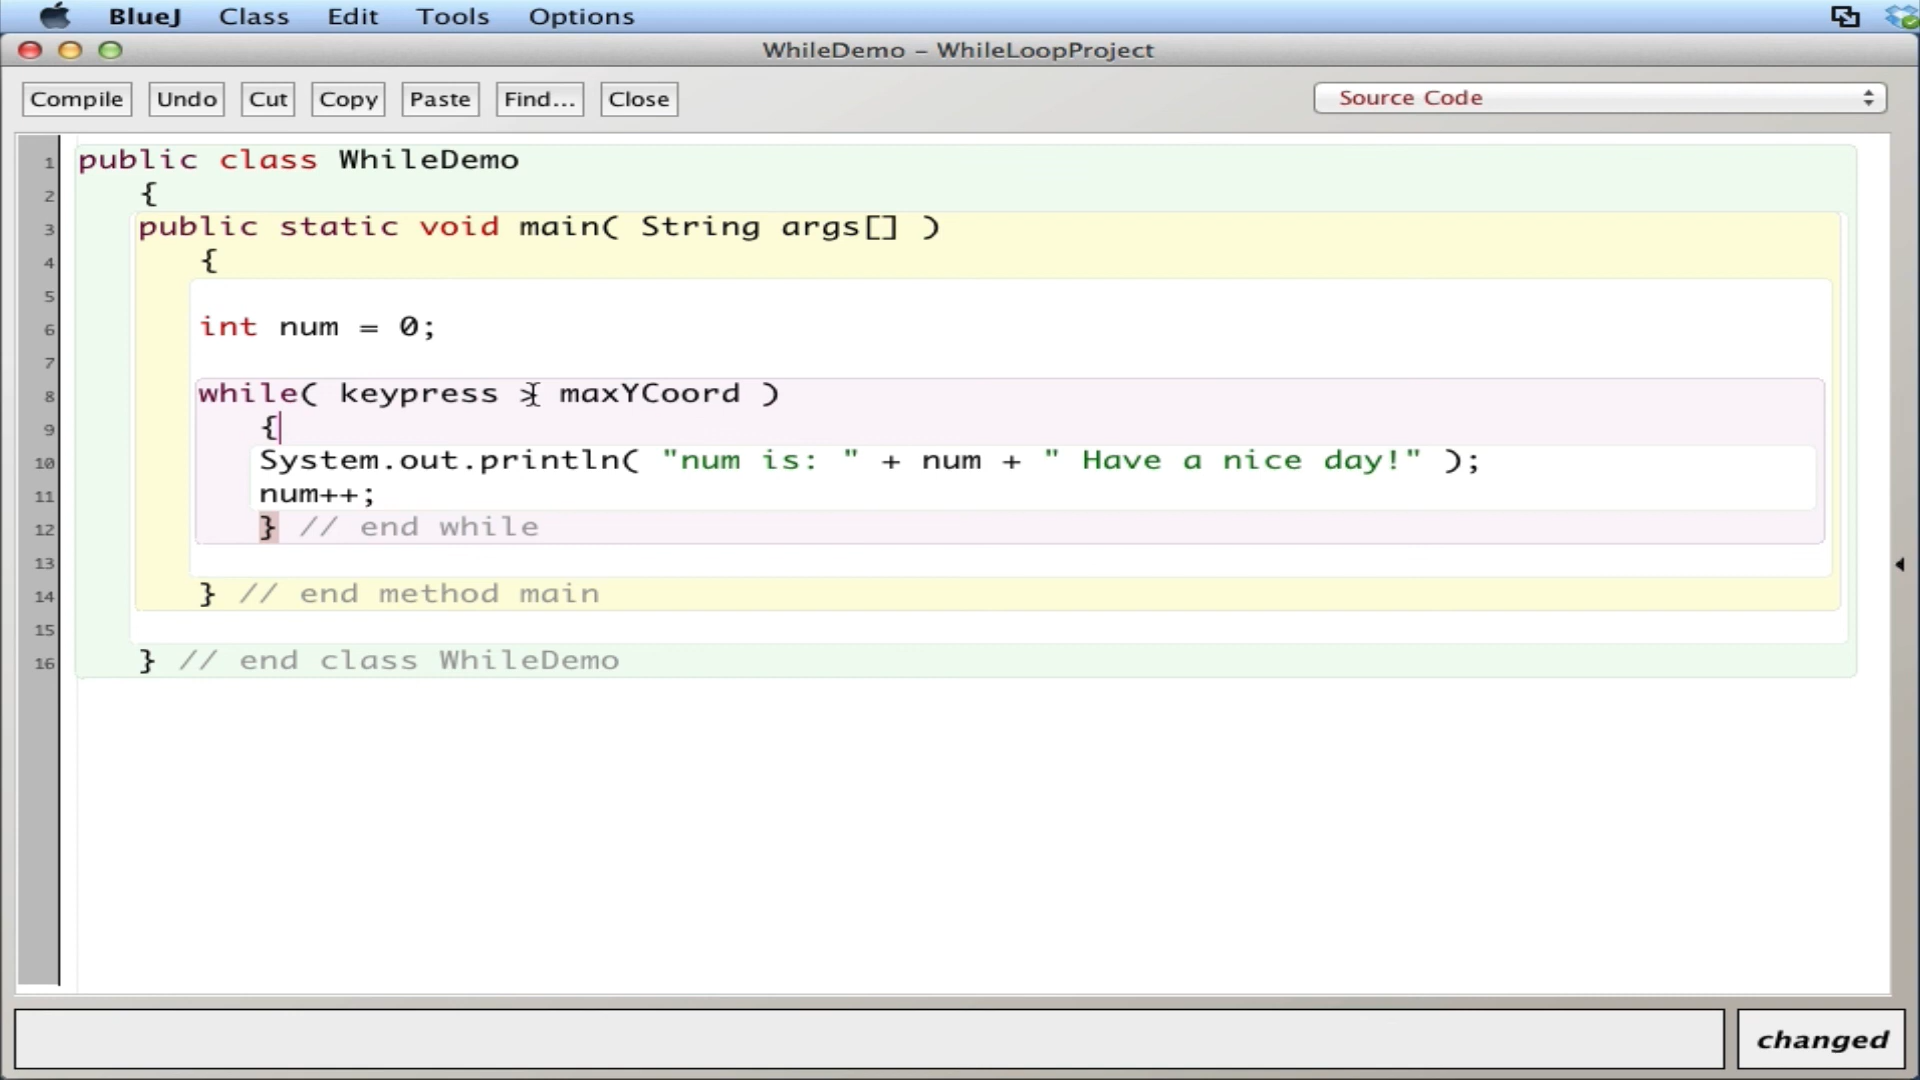 BlueJ Class Edit Tools Options
WhileDemo – WhileLoopProject
Compile Undo Cut Copy Paste Find... Close Source Code
1 public class WhileDemo
2 {
3 public static void main( String args[] )
4 {
5
6 int num = 0;
7
8 while( keypress > maxYCoord )
9 {
10 System.out.println( "num is: " + num + " Have a nice day!" );
11 num++;
12 } // end while
13
14 } // end method main
15
16 } // end class WhileDemo
changed